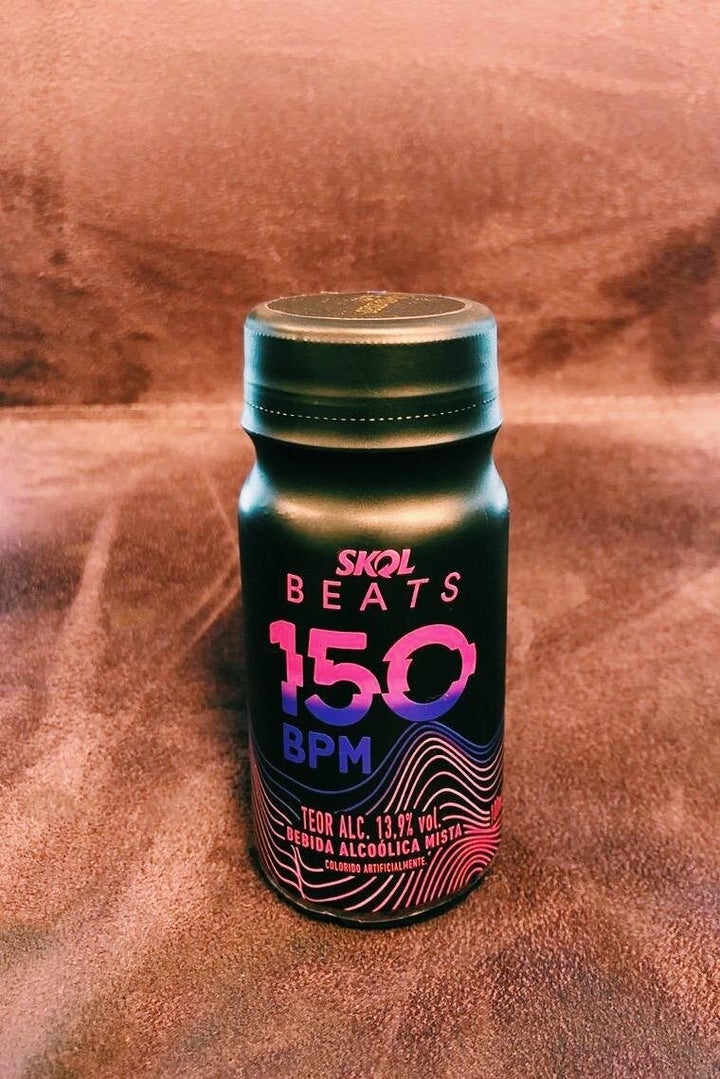 SKOL
BEATS
150
BPM
TEOR ALC. 13,9% vol.
BEBIDA ALCOÓLICA MISTA
COLORIDO ARTIFICIALMENTE.